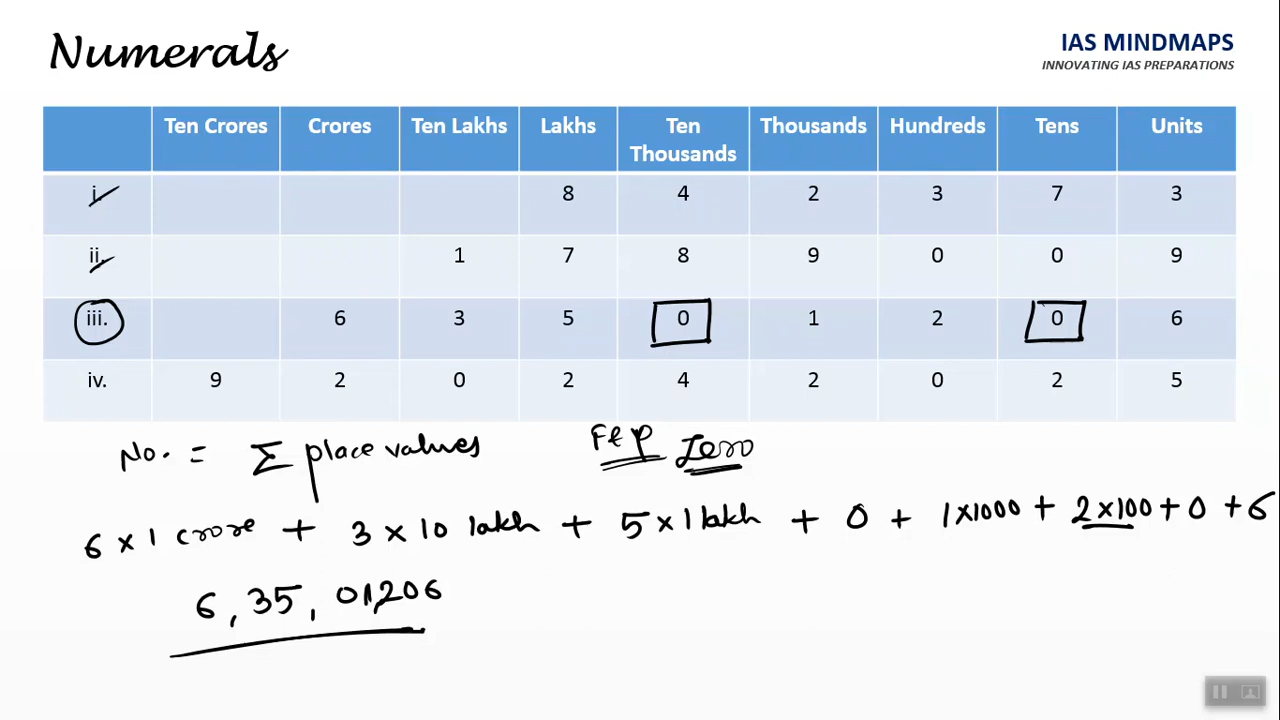 Numerals
IAS MINDMAPS
INNOVATING IAS PREPARATIONS
Ten Crores Crores Ten Lakhs Lakhs Ten Thousands Thousands Hundreds Tens Units
i. 8 4 2 3 7 3
ii. 1 7 8 9 0 0 9
iii. 6 3 5 0 1 2 0 6
iv. 9 2 0 2 4 2 0 2 5
No. = Σ place values F&P Zero
6 × 1 crore + 3 × 10 lakh + 5 × 1 lakh + 0 + 1×1000 + 2×100 + 0 + 6
6, 35, 01,206